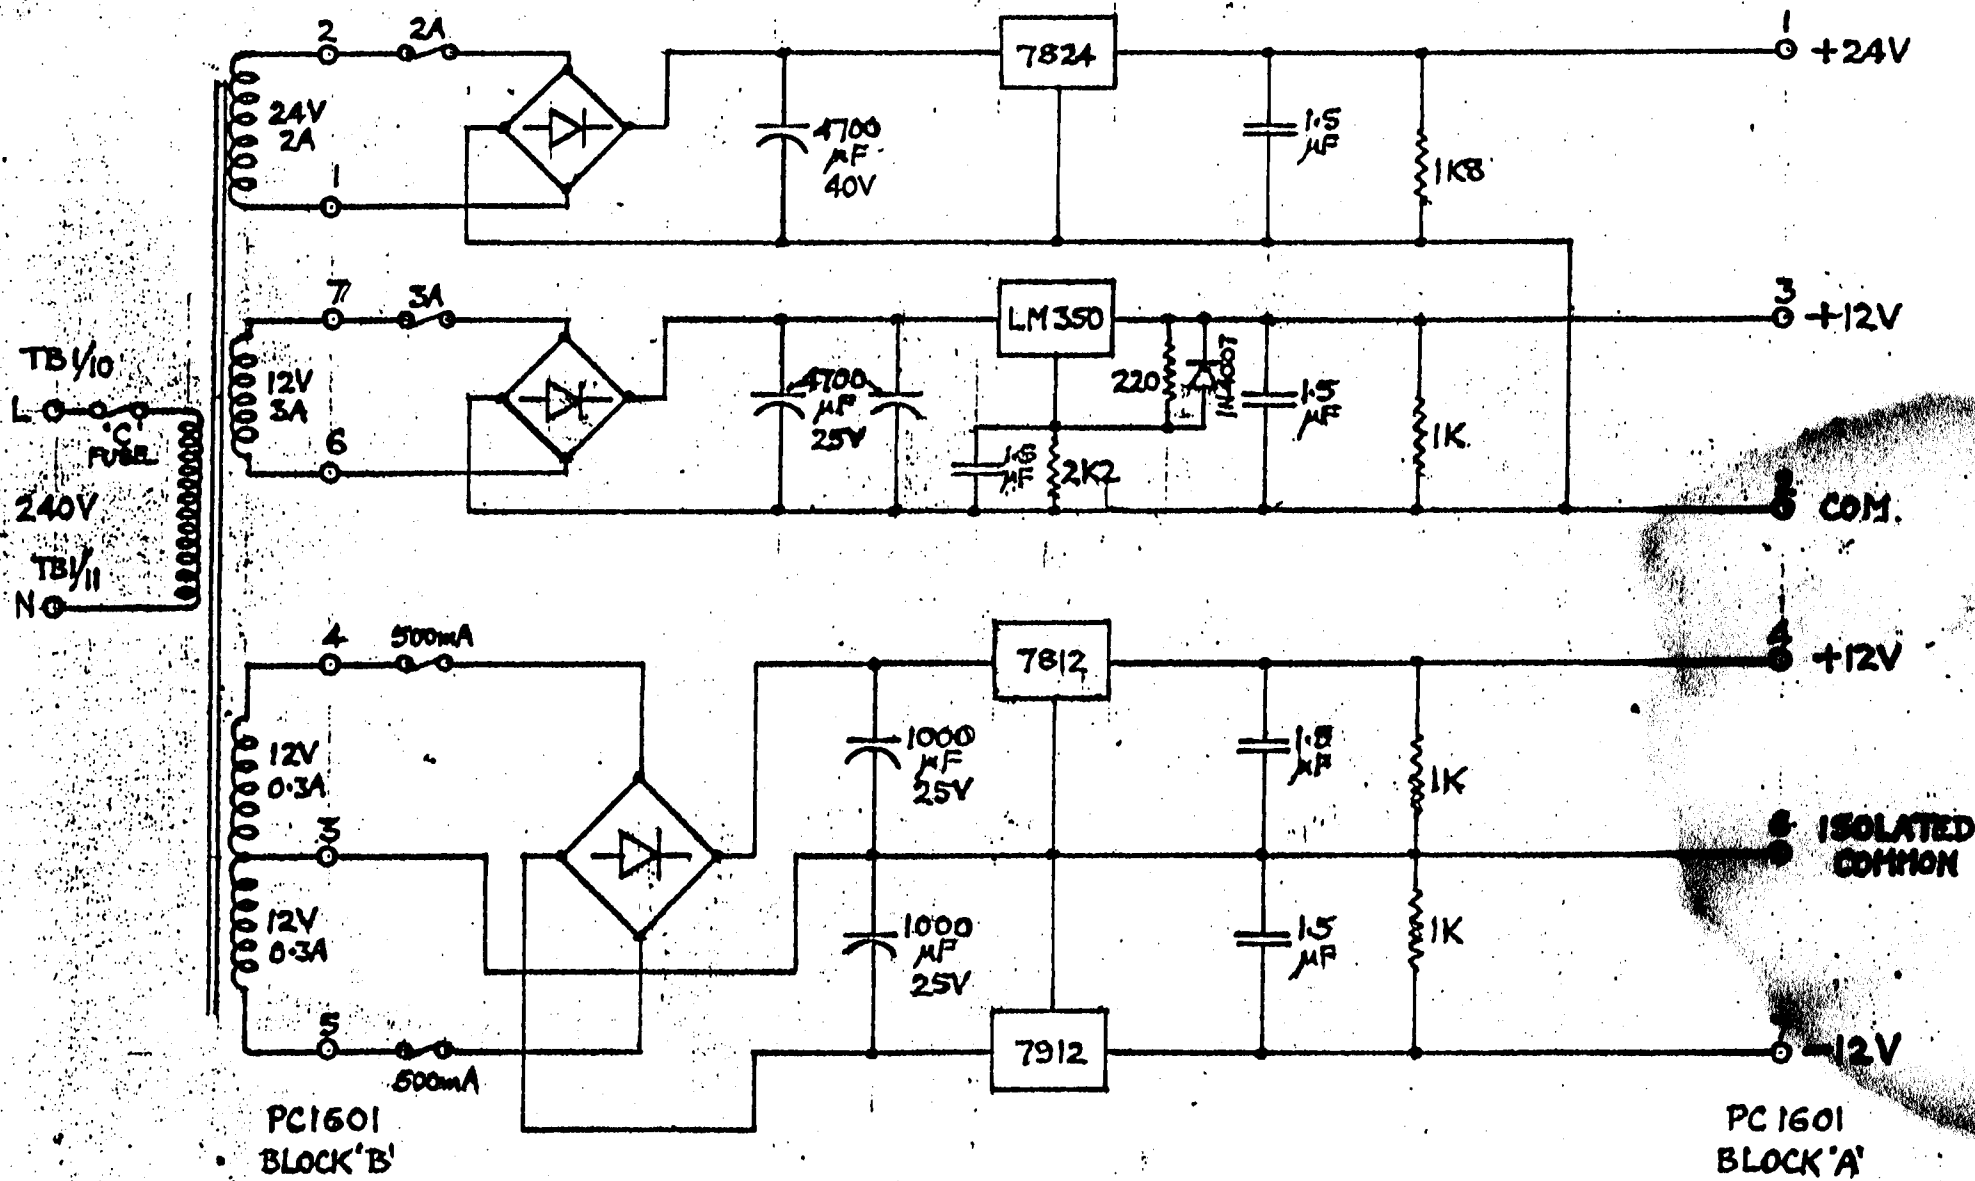 2
2A
7824
1
+24V
24V
2A
4700
µF
40V
1.5
µF
1K8
1
7
3A
LM350
3
+12V
TB1/10
L
'C'
FUSE
12V
3A
4700
µF
25V
220
1N4007
1.5
µF
1K
6
1.5
µF
2K2
2
COM.
240V
TB1/11
N
4
500mA
7812
4
+12V
12V
0.3A
1000
µF
25V
1.5
µF
1K
3
6
ISOLATED
COMMON
12V
0.3A
1000
µF
25V
1.5
µF
1K
5
500mA
7912
-12V
PC1601
BLOCK 'B'
PC1601
BLOCK 'A'